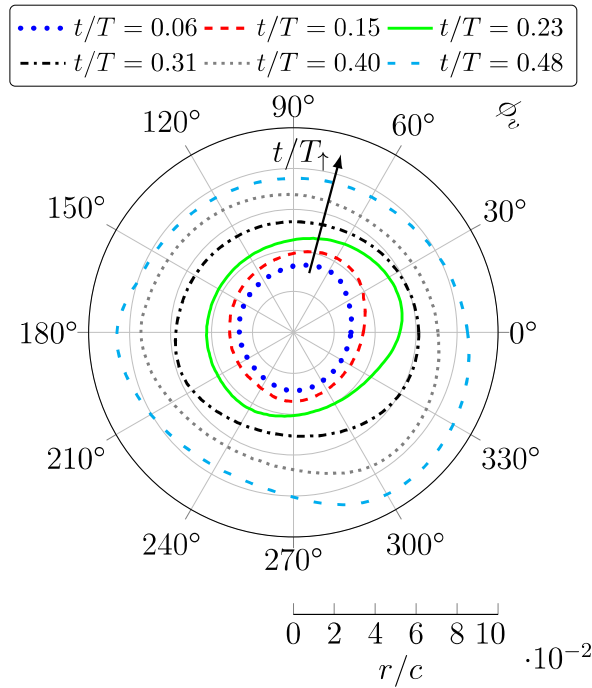 t/T = 0.06 t/T = 0.15 t/T = 0.23
t/T = 0.31 t/T = 0.40 t/T = 0.48
90°
120° 60°
ϕᵥ
t/T↑
150° 30°
180° 0°
210° 330°
240° 300°
270°
0 2 4 6 8 10
·10⁻²
r/c